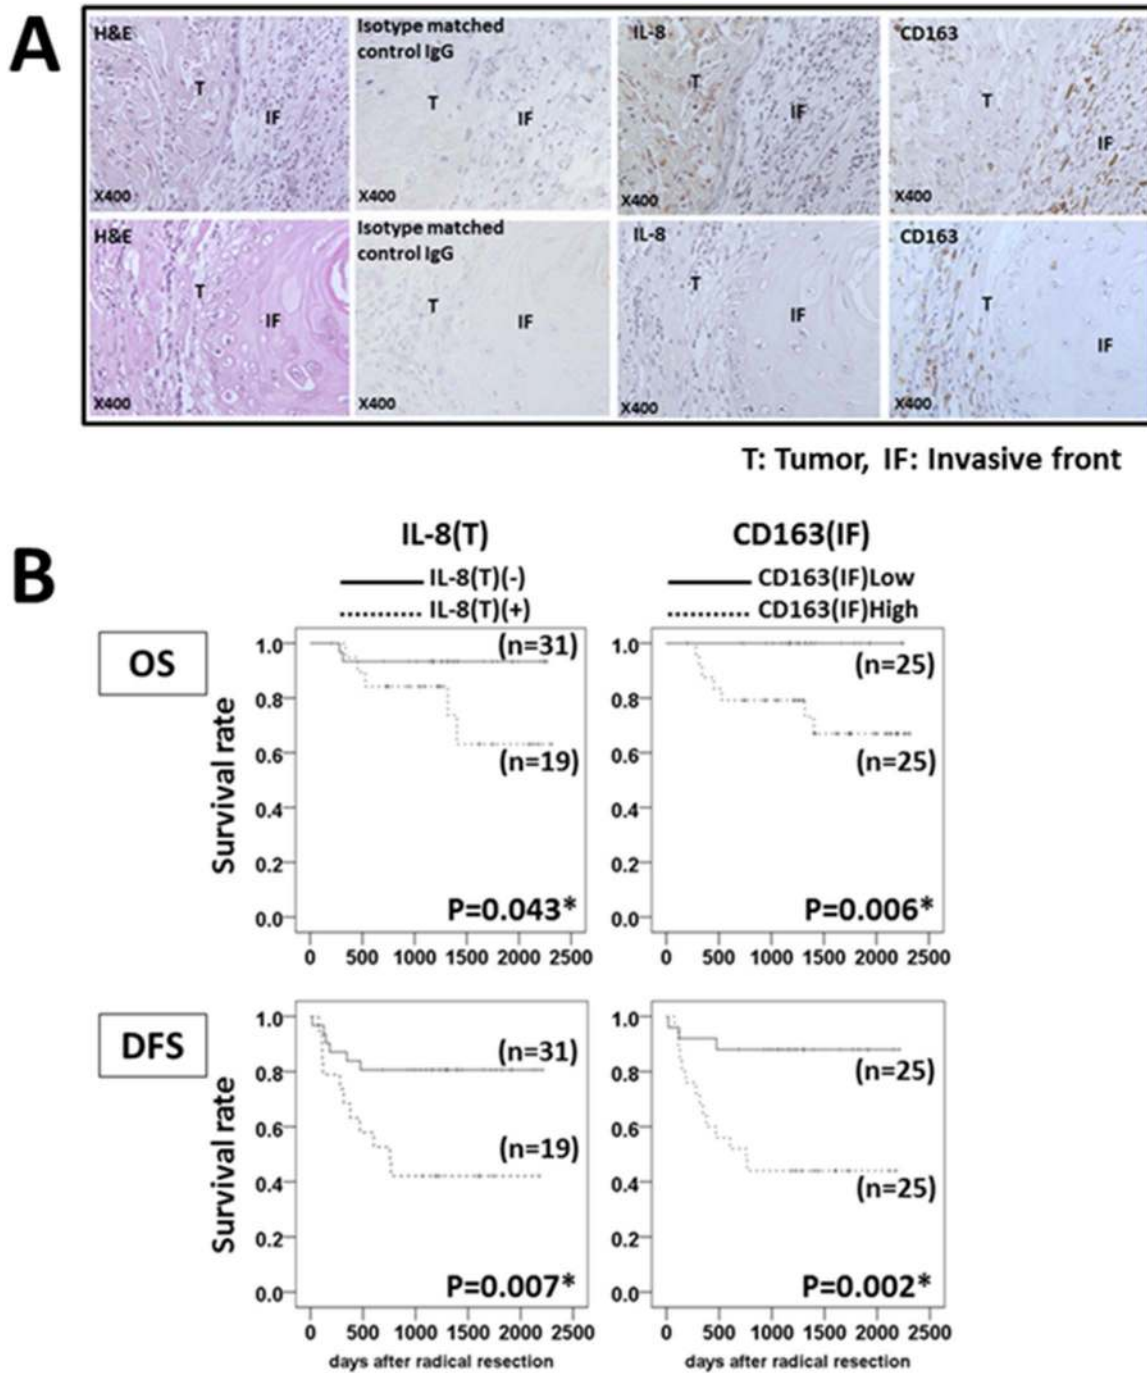 A
H&E
T
IF
X400
Isotype matched
control IgG
T
IF
X400
IL-8
T
IF
X400
CD163
T
IF
X400
H&E
T
IF
X400
Isotype matched
control IgG
T
IF
X400
IL-8
T
IF
X400
CD163
T
IF
X400
T: Tumor, IF: Invasive front
B
IL-8(T)
IL-8(T)(-)
IL-8(T)(+)
CD163(IF)
CD163(IF)Low
CD163(IF)High
OS
Survival rate
1.0
0.8
0.6
0.4
0.2
0.0
(n=31)
(n=19)
P=0.043*
0 500 1000 1500 2000 2500
1.0
0.8
0.6
0.4
0.2
0.0
(n=25)
(n=25)
P=0.006*
0 500 1000 1500 2000 2500
DFS
Survival rate
1.0
0.8
0.6
0.4
0.2
0.0
(n=31)
(n=19)
P=0.007*
0 500 1000 1500 2000 2500
days after radical resection
1.0
0.8
0.6
0.4
0.2
0.0
(n=25)
(n=25)
P=0.002*
0 500 1000 1500 2000 2500
days after radical resection